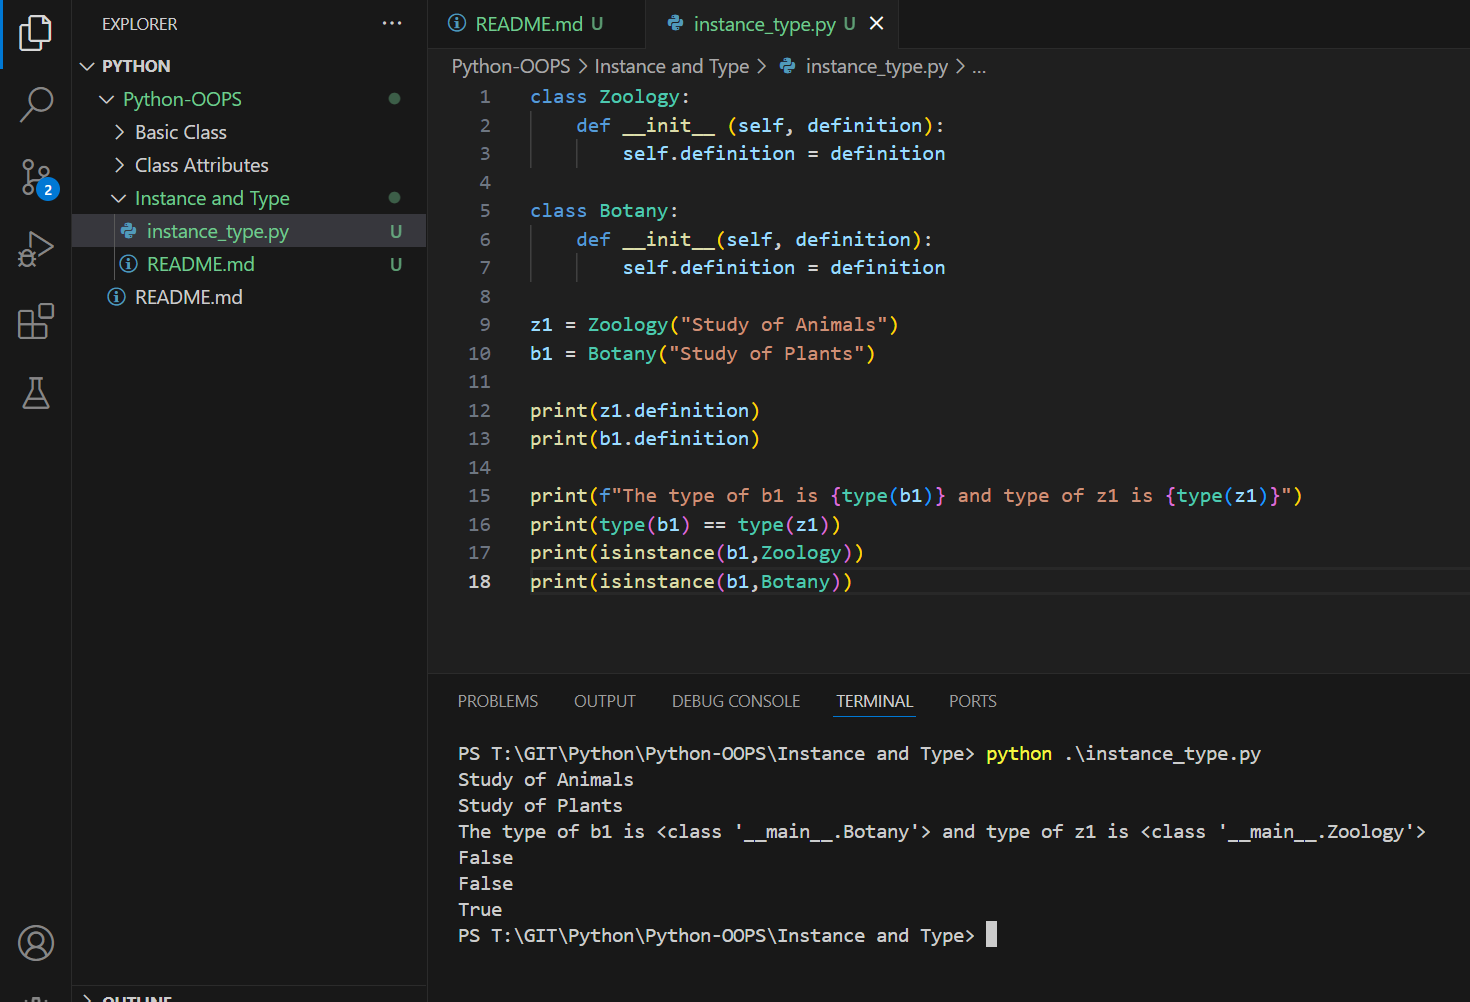 EXPLORER ...
PYTHON
Python-OOPS
Basic Class
Class Attributes
Instance and Type
instance_type.py U
README.md U
README.md
2
OUTLINE
README.md U
instance_type.py U
Python-OOPS > Instance and Type > instance_type.py > ...
1 class Zoology:
2     def __init__ (self, definition):
3         self.definition = definition
4
5 class Botany:
6     def __init__(self, definition):
7         self.definition = definition
8
9 z1 = Zoology("Study of Animals")
10 b1 = Botany("Study of Plants")
11
12 print(z1.definition)
13 print(b1.definition)
14
15 print(f"The type of b1 is {type(b1)} and type of z1 is {type(z1)}")
16 print(type(b1) == type(z1))
17 print(isinstance(b1,Zoology))
18 print(isinstance(b1,Botany))
PROBLEMS OUTPUT DEBUG CONSOLE TERMINAL PORTS
PS T:\GIT\Python\Python-OOPS\Instance and Type> python .\instance_type.py
Study of Animals
Study of Plants
The type of b1 is <class '__main__.Botany'> and type of z1 is <class '__main__.Zoology'>
False
False
True
PS T:\GIT\Python\Python-OOPS\Instance and Type>